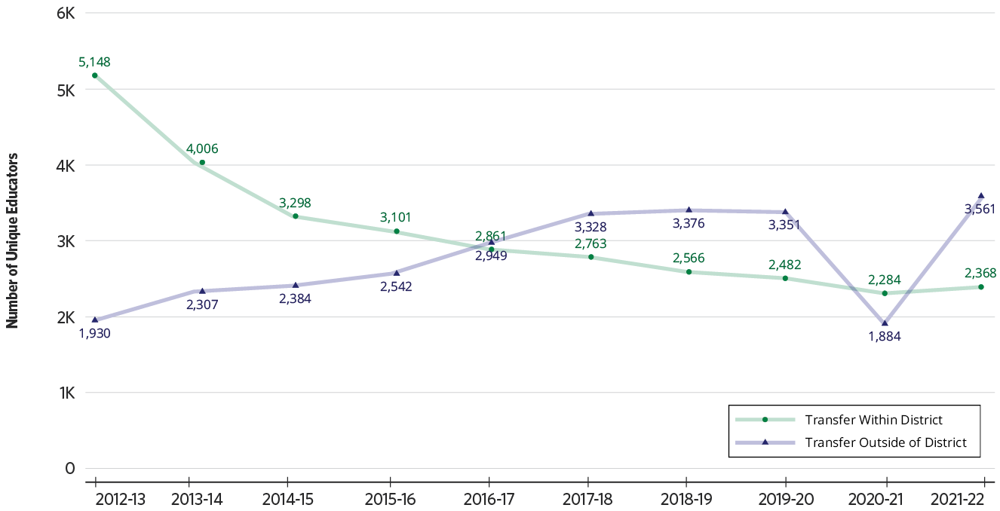 6K
5,148
5K
4,006
4K
3,298
3,101
2,861
2,763
2,566
2,482
2,284
2,368
3K
3,561
3,328
3,376
3,351
2,949
2,542
2,384
2,307
2K
1,930
1,884
1K
0
Number of Unique Educators
Transfer Within District
Transfer Outside of District
2012-13 2013-14 2014-15 2015-16 2016-17 2017-18 2018-19 2019-20 2020-21 2021-22